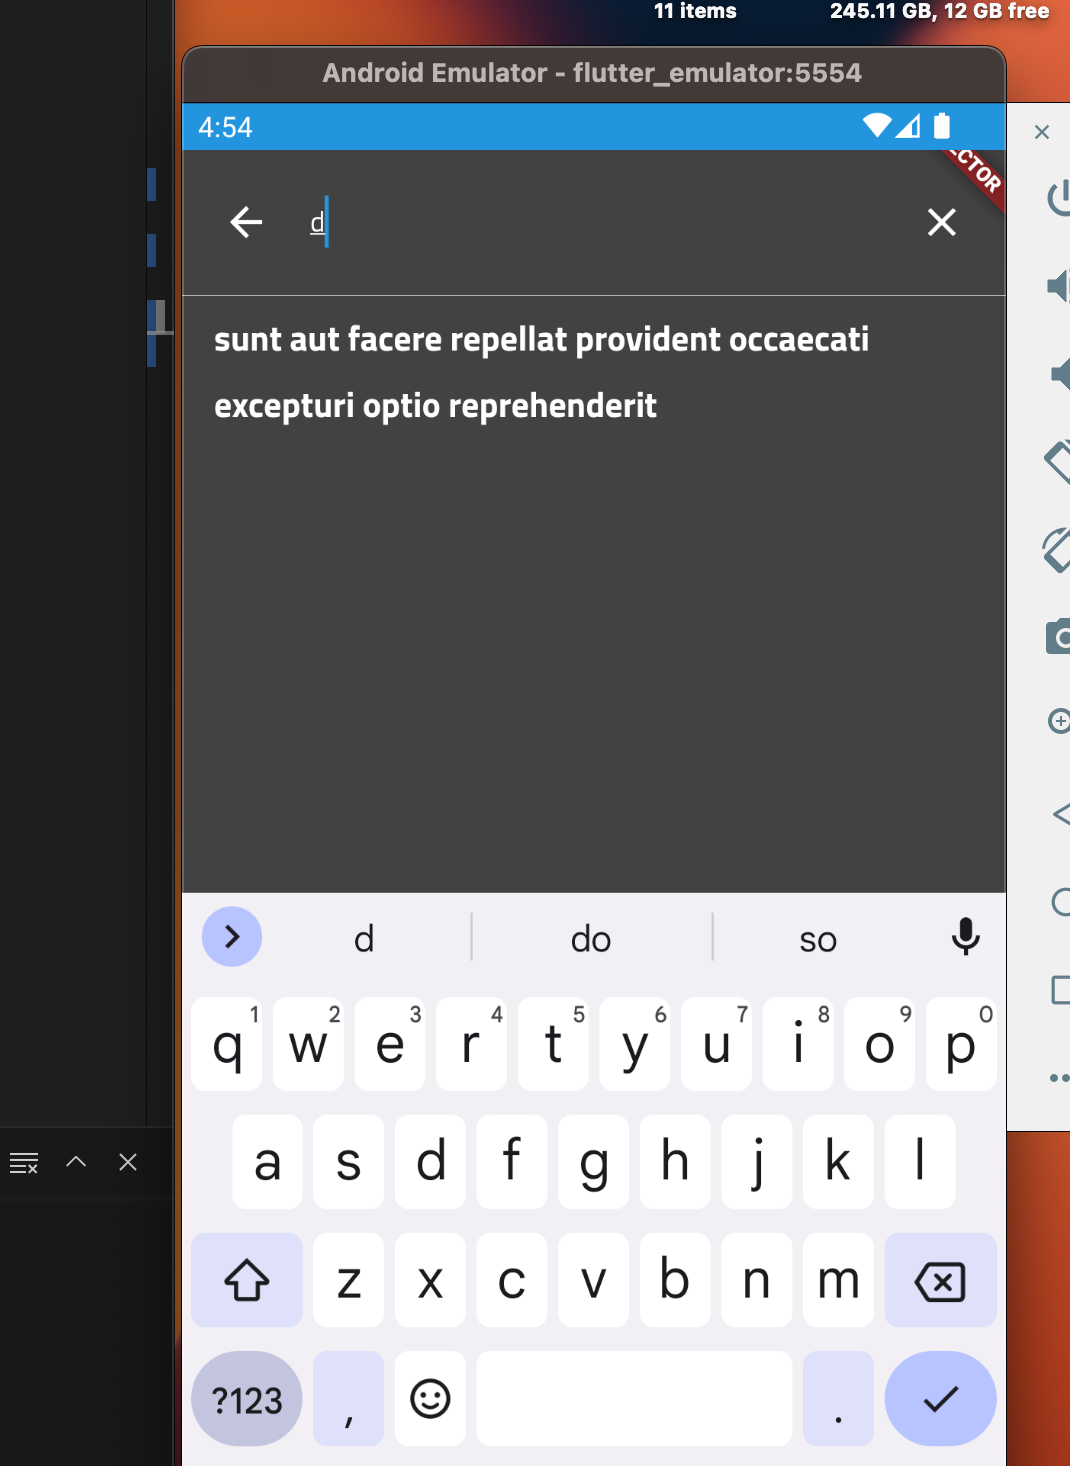 11 items 245.11 GB, 12 GB free
Android Emulator - flutter_emulator:5554
4:54
CTOR
d
sunt aut facere repellat provident occaecati
excepturi optio reprehenderit
d do so
q 1 w 2 e 3 r 4 t 5 y 6 u 7 i 8 o 9 p 0
a s d f g h j k l
z x c v b n m
?123 , .